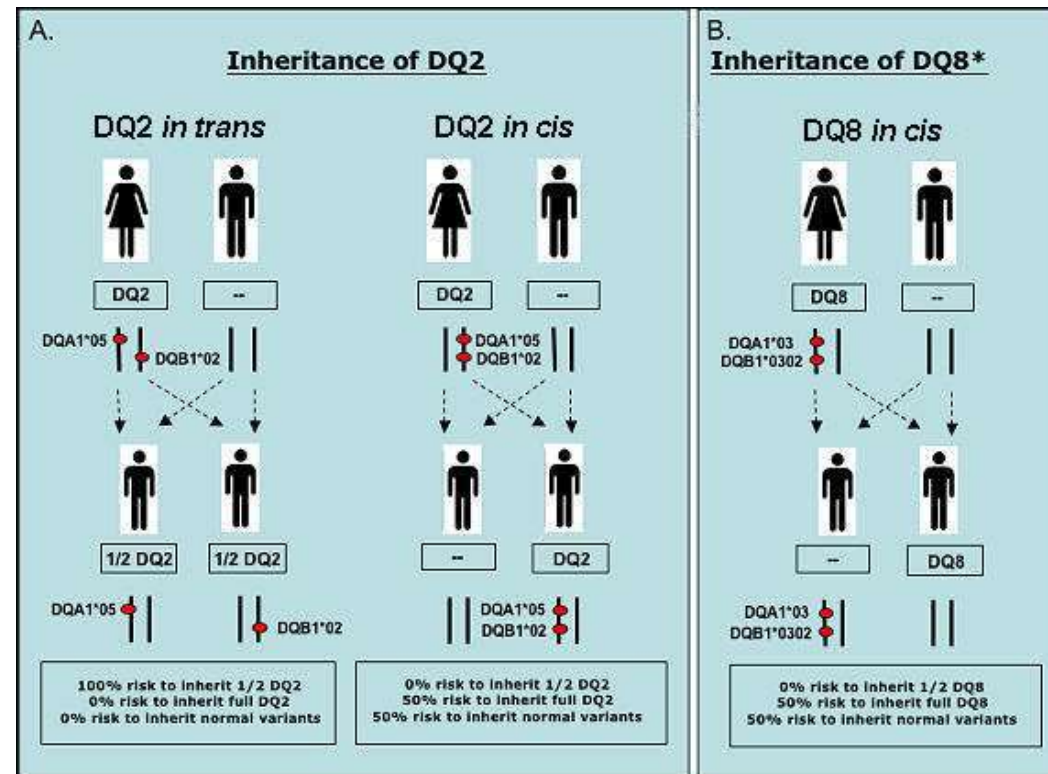 A.
Inheritance of DQ2
DQ2 in trans
DQ2 in cis
DQ2
--
DQ2
--
DQA1*05
DQB1*02
DQA1*05
DQB1*02
1/2 DQ2
1/2 DQ2
--
DQ2
DQA1*05
DQB1*02
DQA1*05
DQB1*02
100% risk to inherit 1/2 DQ2
0% risk to inherit full DQ2
0% risk to inherit normal variants
0% risk to inherit 1/2 DQ2
50% risk to inherit full DQ2
50% risk to inherit normal variants
B.
Inheritance of DQ8*
DQ8 in cis
DQ8
--
DQA1*03
DQB1*0302
--
DQ8
DQA1*03
DQB1*0302
0% risk to inherit 1/2 DQ8
50% risk to inherit full DQ8
50% risk to inherit normal variants